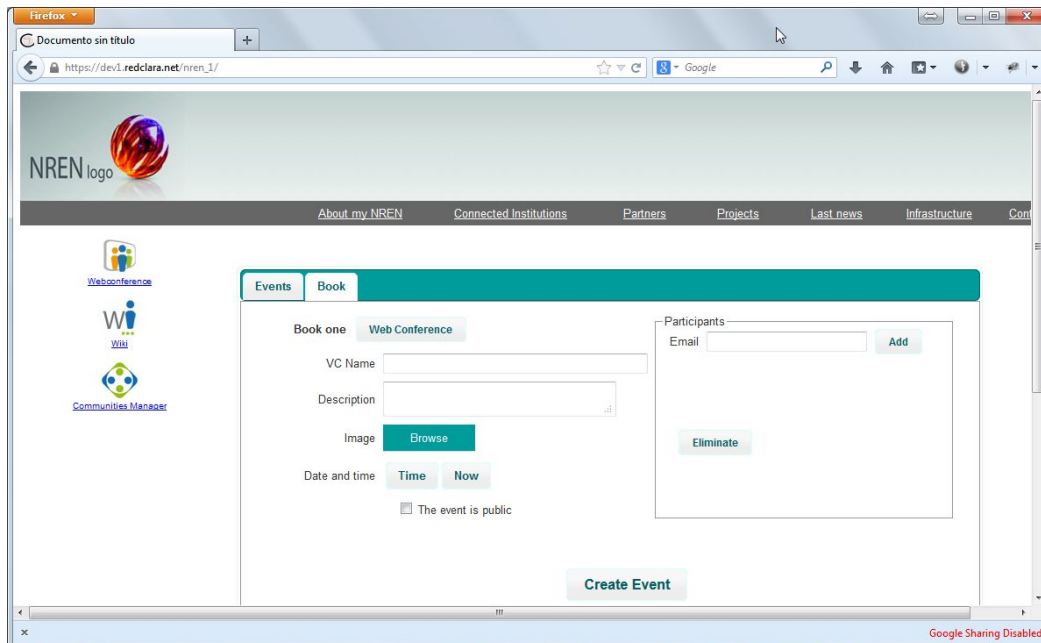 Firefox
Documento sin título
https://dev1.redclara.net/nren_1/
Google
NREN logo
About my NREN Connected Institutions Partners Projects Last news Infrastructure Cont
Webconference
Wiki
Communities Manager
Events Book
Book one Web Conference
VC Name
Description
Image Browse
Date and time Time Now
The event is public
Participants
Email Add
Eliminate
Create Event
Google Sharing Disabled